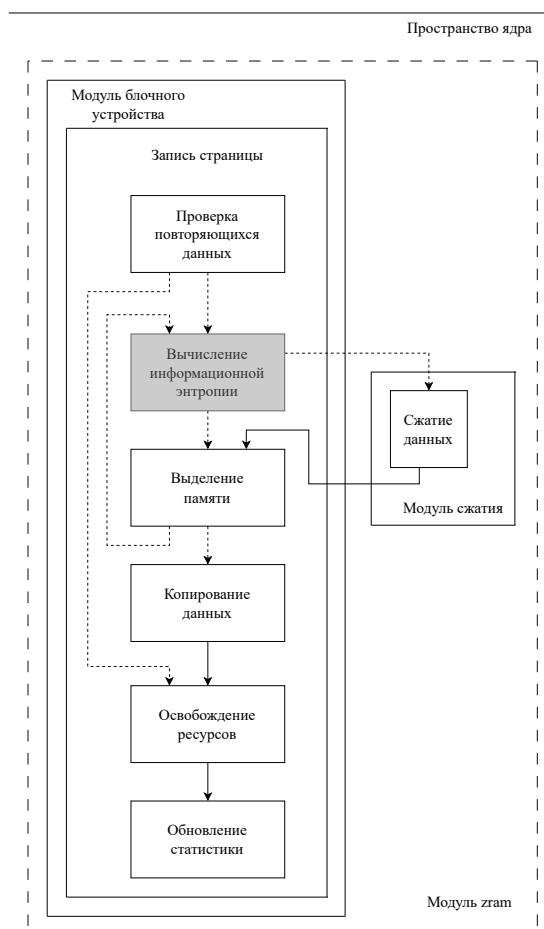 Пространство ядра
Модуль блочного
устройства
Запись страницы
Проверка
повторяющихся
данных
Вычисление
информационной
энтропии
Сжатие
данных
Модуль сжатия
Выделение
памяти
Копирование
данных
Освобождение
ресурсов
Обновление
статистики
Модуль zram